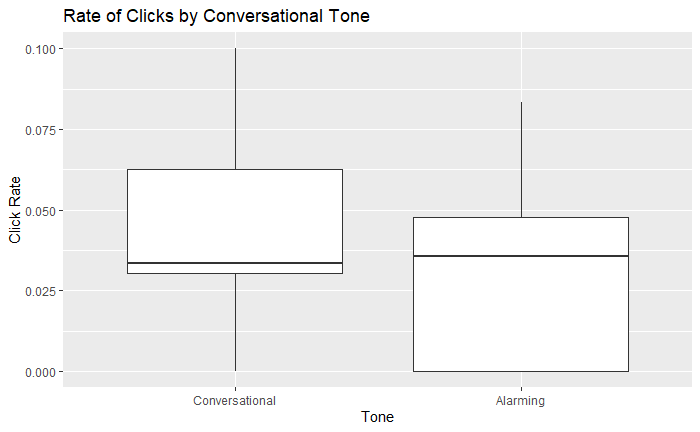 Rate of Clicks by Conversational Tone
0.100
0.075
0.050
0.025
0.000
Click Rate
Conversational
Alarming
Tone